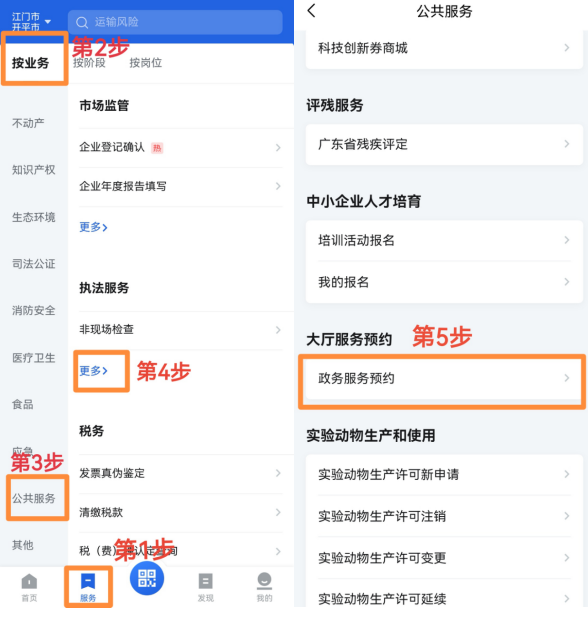 江门市
开平市
运输风险
第2步
按业务
按阶段
按岗位
不动产
知识产权
生态环境
司法公证
消防安全
医疗卫生
食品
应急
第3步
公共服务
其他
市场监管
企业登记确认 热
企业年度报告填写
更多>
执法服务
非现场检查
更多>
第4步
税务
发票真伪鉴定
清缴税款
税（费）
认定查询
第1步
首页
服务
发现
我的
公共服务
科技创新券商城
评残服务
广东省残疾评定
中小企业人才培育
培训活动报名
我的报名
大厅服务预约
第5步
政务服务预约
实验动物生产和使用
实验动物生产许可新申请
实验动物生产许可注销
实验动物生产许可变更
实验动物生产许可延续